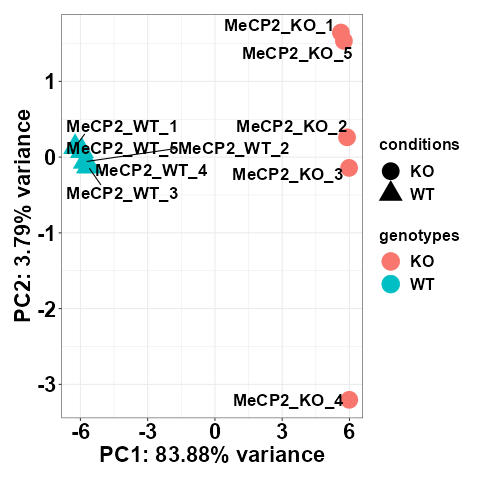 MeCP2_KO_1
MeCP2_KO_5
MeCP2_WT_1
MeCP2_KO_2
MeCP2_WT_5
MeCP2_WT_2
MeCP2_WT_4
MeCP2_KO_3
MeCP2_WT_3
MeCP2_KO_4
1
0
-1
-2
-3
PC2: 3.79% variance
-6
-3
0
3
6
PC1: 83.88% variance
conditions
KO
WT
genotypes
KO
WT